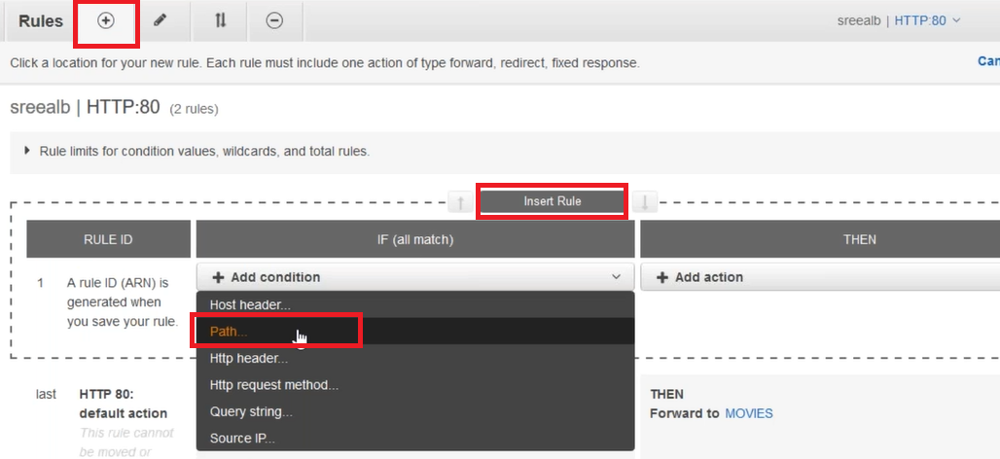 Rules
sreealb | HTTP:80
Click a location for your new rule. Each rule must include one action of type forward, redirect, fixed response.
sreealb | HTTP:80 (2 rules)
Rule limits for condition values, wildcards, and total rules.
Insert Rule
RULE ID
IF (all match)
THEN
1
A rule ID (ARN) is
generated when
you save your rule.
Add condition
Add action
Host header...
Path...
Http header...
Http request method...
Query string...
Source IP...
last
HTTP 80:
default action
This rule cannot
be moved or
THEN
Forward to MOVIES